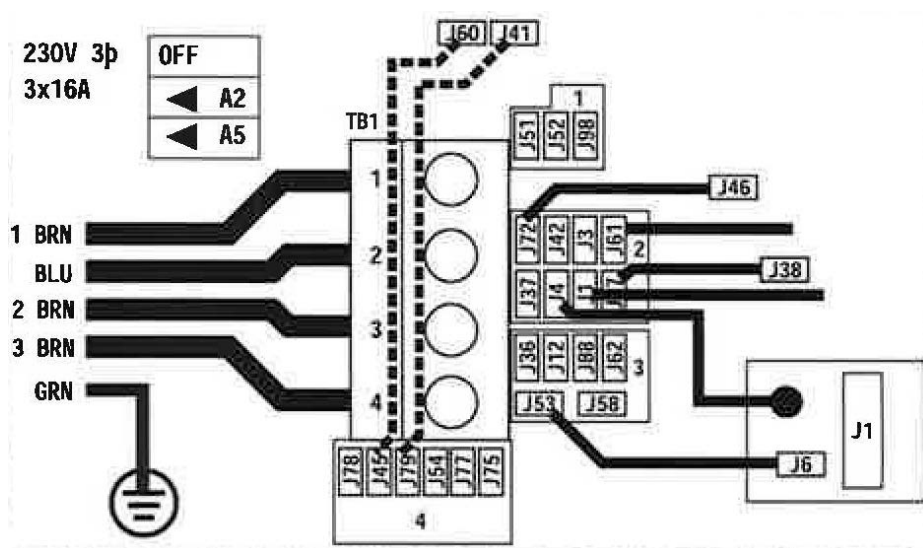 J60 J41
230V 3þ OFF
3x16A
A2
A5
TB1
1
J51 J52 J98
1
J46
1 BRN
J72 J42 J3 J61
2
2
BLU
J38
J37 J4 J1 J7
2 BRN
3
3 BRN
J36 J12 J88 J62
3
GRN
4
J53 J58
J1
J6
J78 J45 J79 J54 J77 J75
4